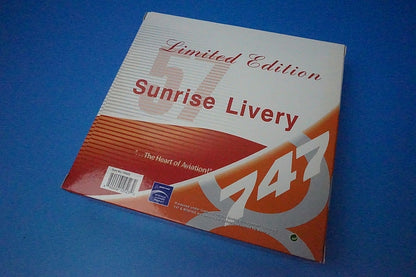 Limited Edition
57
Sunrise Livery
"...The Heart of Aviation!"
747